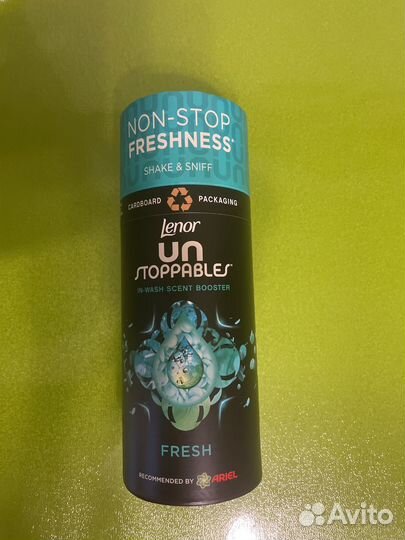 NON-STOP
FRESHNESS*
SHAKE & SNIFF
CARDBOARD PACKAGING
Lenor
UN
STOPPABLES
IN-WASH SCENT BOOSTER
FRESH
RECOMMENDED BY ARIEL
Avito